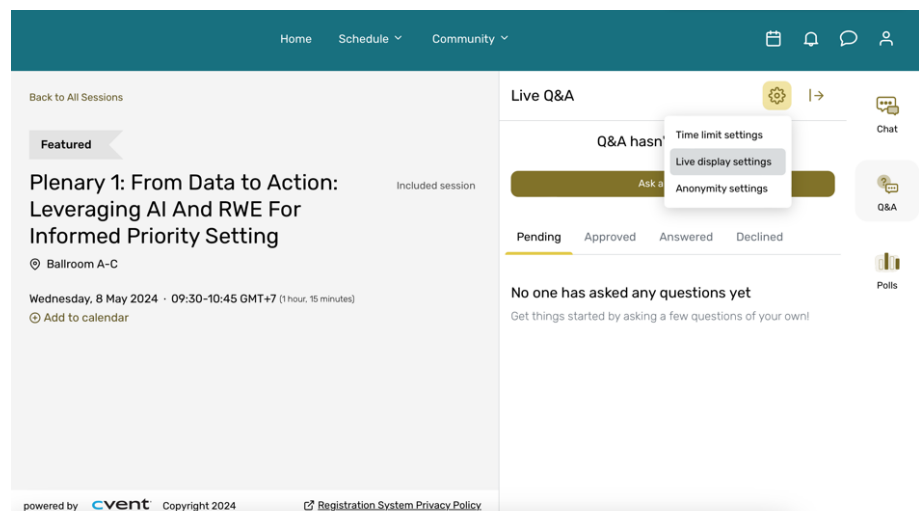 Home Schedule Community
Back to All Sessions
Featured
Plenary 1: From Data to Action:
Leveraging AI And RWE For
Informed Priority Setting
Included session
Ballroom A-C
Wednesday, 8 May 2024 · 09:30-10:45 GMT+7 (1 hour, 15 minutes)
Add to calendar
Live Q&A
Q&A hasn'
Time limit settings
Live display settings
Anonymity settings
Ask a
Pending Approved Answered Declined
No one has asked any questions yet
Get things started by asking a few questions of your own!
Chat
Q&A
Polls
powered by cvent Copyright 2024 Registration System Privacy Policy